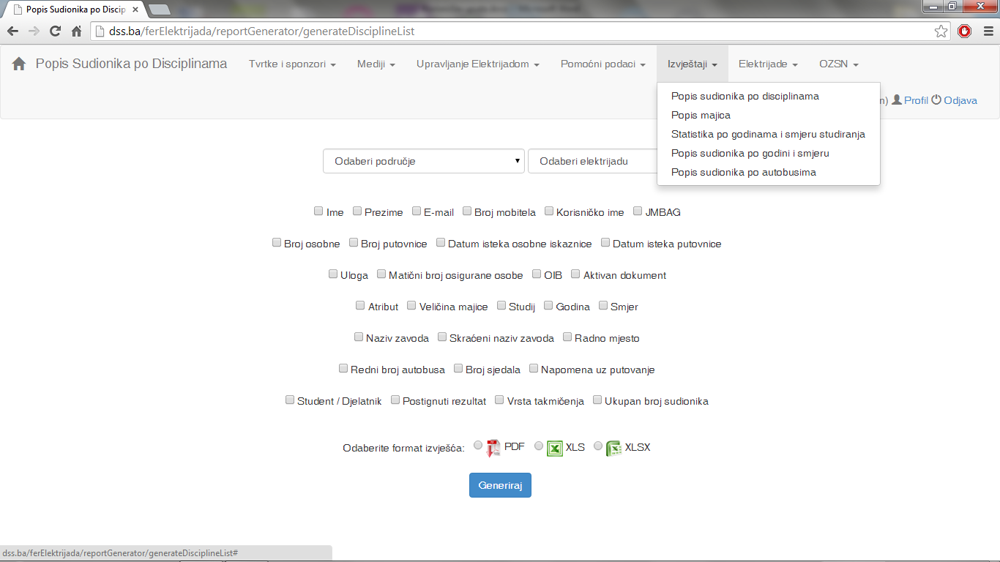 Popis Sudionika po Discip
dss.ba/ferElektrijada/reportGenerator/generateDisciplineList
Popis Sudionika po Disciplinama Tvrtke i sponzori Mediji Upravljanje Elektrijadom Pomoćni podaci Izvještaji Elektrijade OZSN
Popis sudionika po disciplinama
n) Profil Odjava
Popis majica
Statistika po godinama i smjeru studiranja
Popis sudionika po godini i smjeru
Popis sudionika po autobusima
Odaberi područje Odaberi elektrijadu
Ime Prezime E-mail Broj mobitela Korisničko ime JMBAG
Broj osobne Broj putovnice Datum isteka osobne iskaznice Datum isteka putovnice
Uloga Matični broj osigurane osobe OIB Aktivan dokument
Atribut Veličina majice Studij Godina Smjer
Naziv zavoda Skraćeni naziv zavoda Radno mjesto
Redni broj autobusa Broj sjedala Napomena uz putovanje
Student / Djelatnik Postignuti rezultat Vrsta takmičenja Ukupan broj sudionika
Odaberite format izvješća: PDF XLS XLSX
Generiraj
dss.ba/ferElektrijada/reportGenerator/generateDisciplineList#